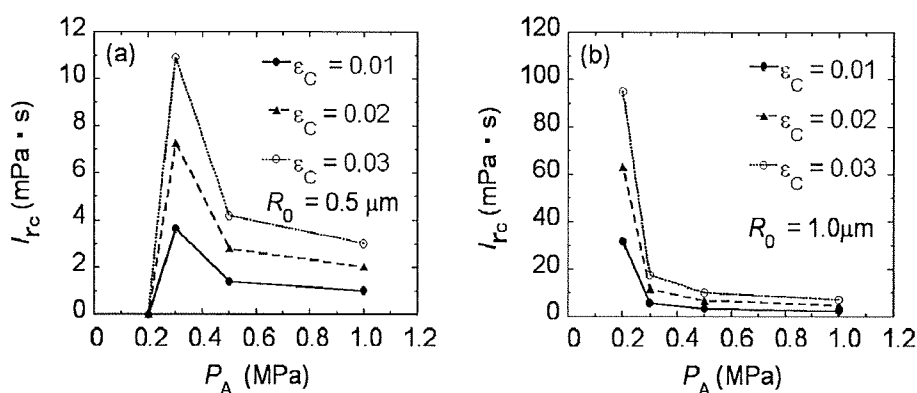 12
10
8
6
4
2
0
I_rc (mPa・s)
(a)
ε_C = 0.01
ε_C = 0.02
ε_C = 0.03
R_0 = 0.5 μm
0 0.2 0.4 0.6 0.8 1.0 1.2
P_A (MPa)
120
100
80
60
40
20
0
I_rc (mPa・s)
(b)
ε_C = 0.01
ε_C = 0.02
ε_C = 0.03
R_0 = 1.0μm
0 0.2 0.4 0.6 0.8 1.0 1.2
P_A (MPa)